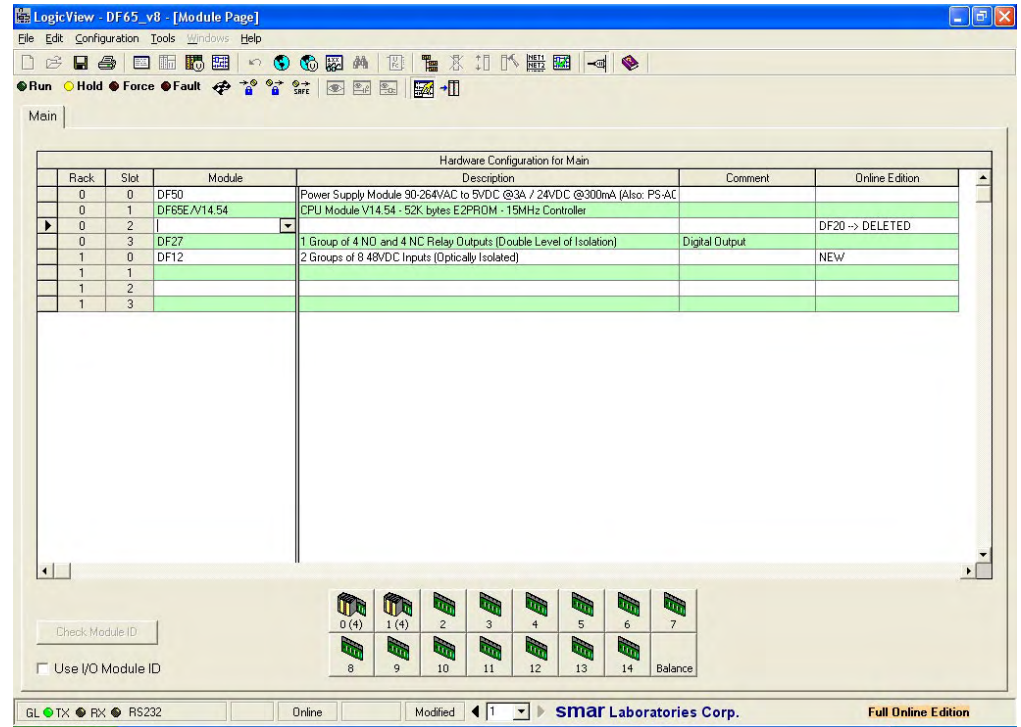 LogicView - DF65_v8 - [Module Page]
File Edit Configuration Tools Windows Help
Run Hold Force Fault SAFE
Main
Hardware Configuration for Main
Rack Slot Module Description Comment Online Edition
0 0 DF50 Power Supply Module 90-264VAC to 5VDC @3A / 24VDC @300mA (Also: PS-AC
0 1 DF65E/V14.54 CPU Module V14.54 - 52K bytes E2PROM - 15MHz Controller
0 2 DF20 --> DELETED
0 3 DF27 1 Group of 4 NO and 4 NC Relay Outputs (Double Level of Isolation) Digital Output
1 0 DF12 2 Groups of 8 48VDC Inputs (Optically Isolated) NEW
1 1
1 2
1 3
0 (4) 1 (4) 2 3 4 5 6 7
Check Module ID
8 9 10 11 12 13 14 Balance
Use I/O Module ID
GL TX RX RS232 Online Modified 1 smar Laboratories Corp. Full Online Edition